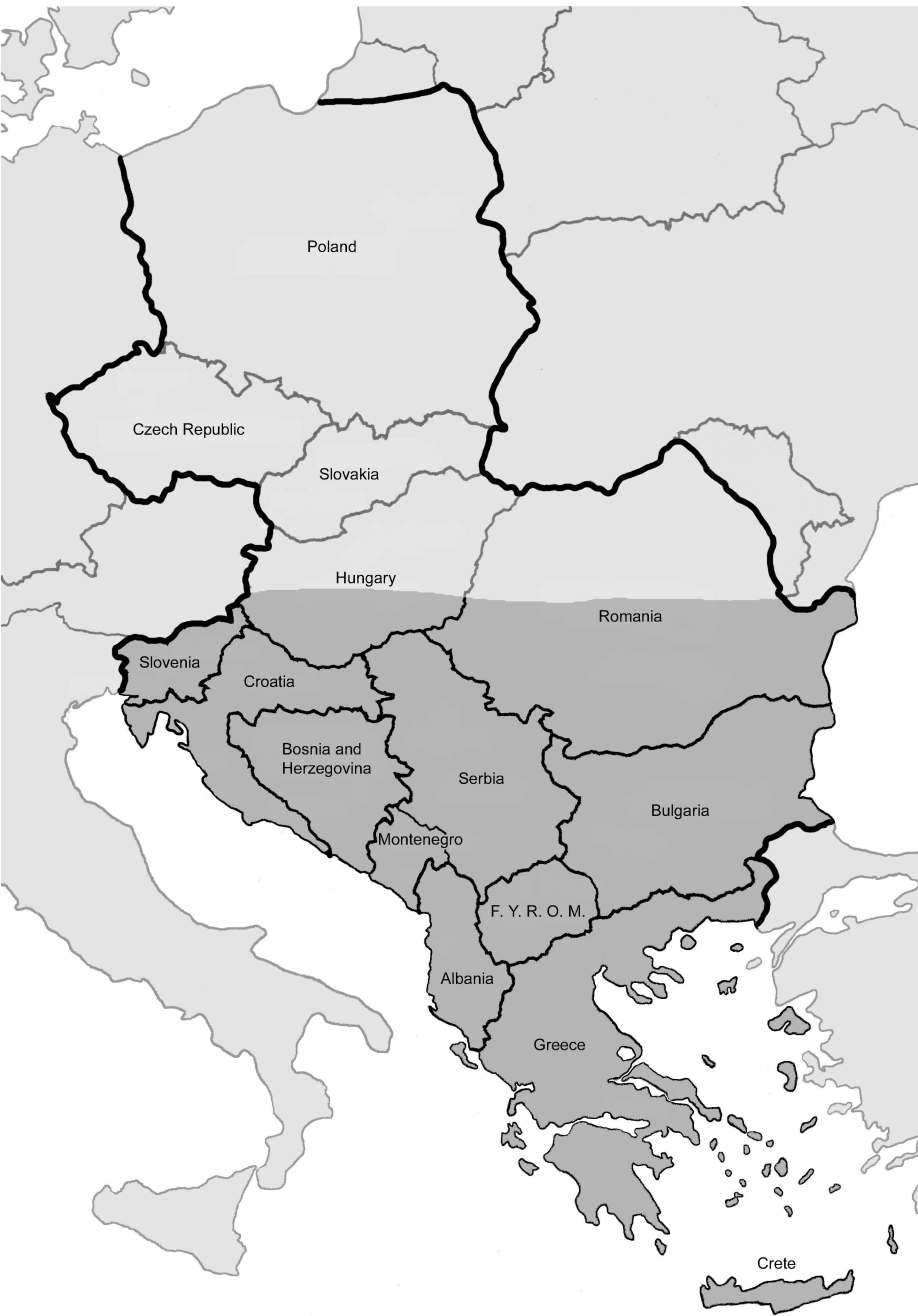 Poland
Czech Republic
Slovakia
Hungary
Romania
Slovenia
Croatia
Bosnia and
Herzegovina
Serbia
Bulgaria
Montenegro
F. Y. R. O. M.
Albania
Greece
Crete